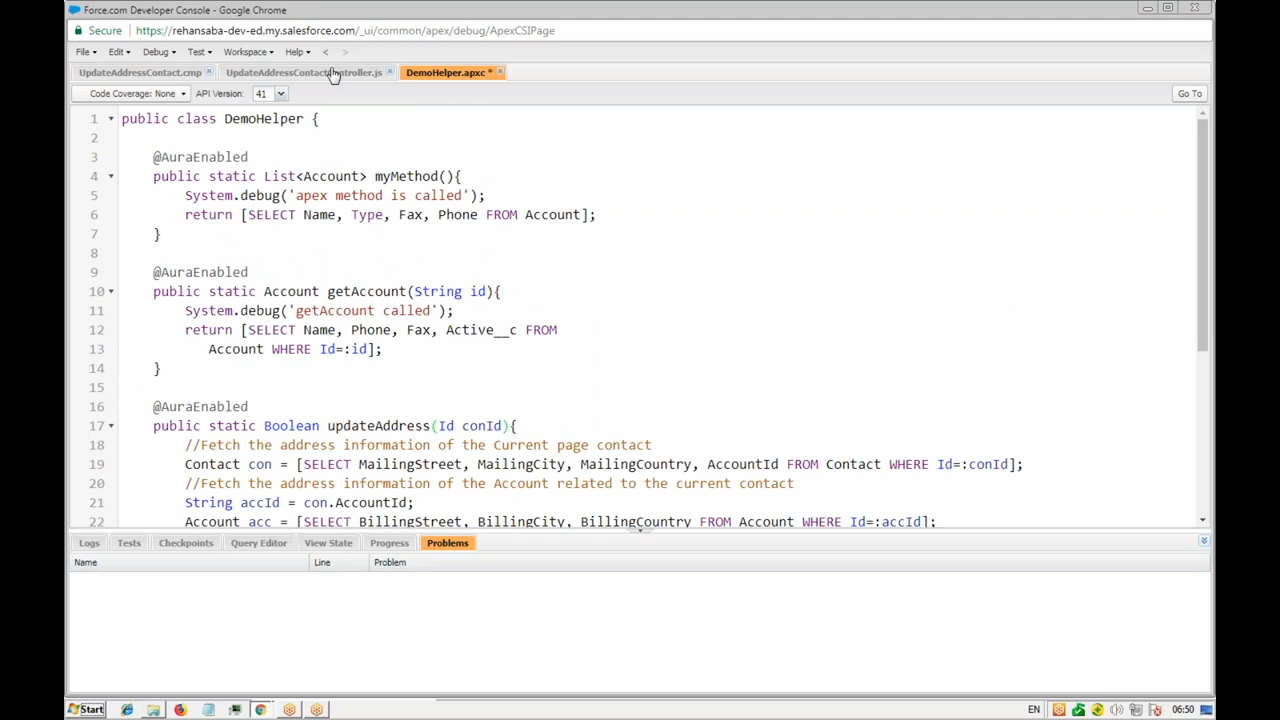 Force.com Developer Console - Google Chrome
Secure https://rehansaba-dev-ed.my.salesforce.com/_ui/common/apex/debug/ApexCSIPage
File Edit Debug Test Workspace Help < >
UpdateAddressContact.cmp UpdateAddressContactController.js DemoHelper.apxc *
Code Coverage: None API Version: 41 Go To
1 public class DemoHelper {
2
3 @AuraEnabled
4 public static List<Account> myMethod(){
5 System.debug('apex method is called');
6 return [SELECT Name, Type, Fax, Phone FROM Account];
7 }
8
9 @AuraEnabled
10 public static Account getAccount(String id){
11 System.debug('getAccount called');
12 return [SELECT Name, Phone, Fax, Active__c FROM
13 Account WHERE Id=:id];
14 }
15
16 @AuraEnabled
17 public static Boolean updateAddress(Id conId){
18 //Fetch the address information of the Current page contact
19 Contact con = [SELECT MailingStreet, MailingCity, MailingCountry, AccountId FROM Contact WHERE Id=:conId];
20 //Fetch the address information of the Account related to the current contact
21 String accId = con.AccountId;
22 Account acc = [SELECT BillingStreet, BillingCity, BillingCountry FROM Account WHERE Id=:accId];
Logs Tests Checkpoints Query Editor View State Progress Problems
Name Line Problem
Start EN 06:50